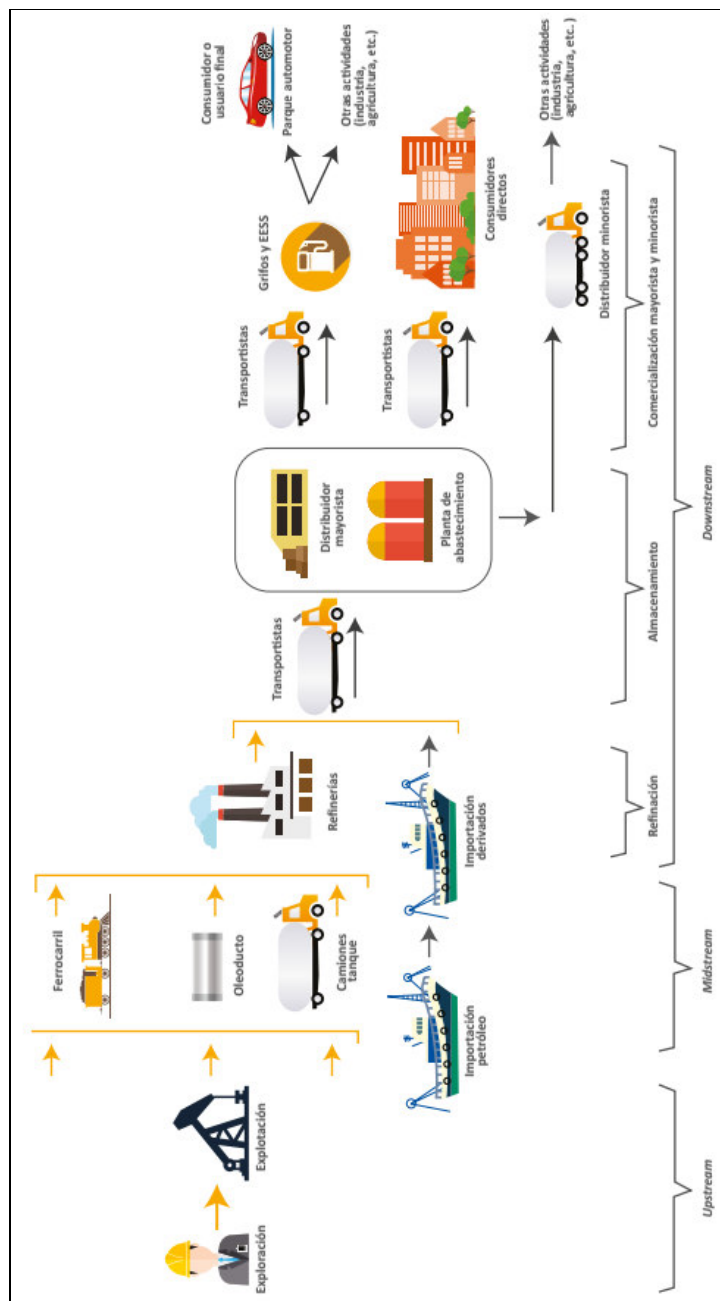 Exploración
Explotación
Ferrocarril
Oleoducto
Camiones
tanque
Importación
petróleo
Refinerías
Importación
derivados
Transportistas
Distribuidor
mayorista
Planta de
abastecimiento
Transportistas
Transportistas
Grifos y EESS
Consumidores
directos
Consumidor o
usuario final
Parque automotor
Otras actividades
(industria,
agricultura, etc.)
Distribuidor minorista
Otras actividades
(industria,
agricultura, etc..)
Refinación
Almacenamiento
Comercialización mayorista y minorista
Upstream
Midstream
Downstream